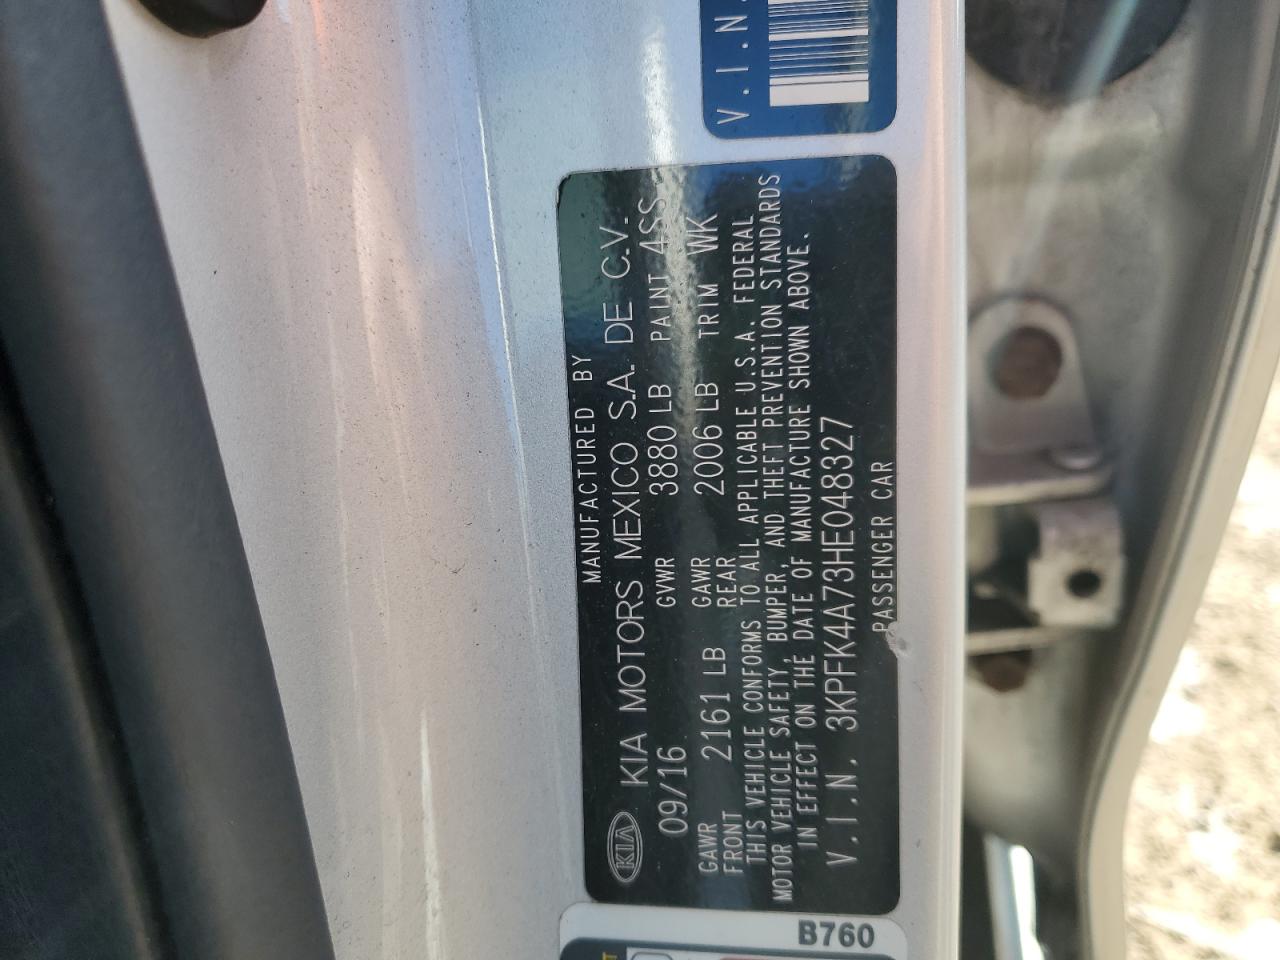 V.I.N.
MANUFACTURED BY
KIA KIA MOTORS MEXICO S.A. DE C.V.
09/16 GVWR 3880 LB PAINT 4SS
GAWR FRONT 2161 LB GAWR REAR 2006 LB TRIM WK
THIS VEHICLE CONFORMS TO ALL APPLICABLE U.S.A. FEDERAL
MOTOR VEHICLE SAFETY, BUMPER, AND THEFT PREVENTION STANDARDS
IN EFFECT ON THE DATE OF MANUFACTURE SHOWN ABOVE.
V.I.N. 3KPFK4A73HE048327
PASSENGER CAR
B760